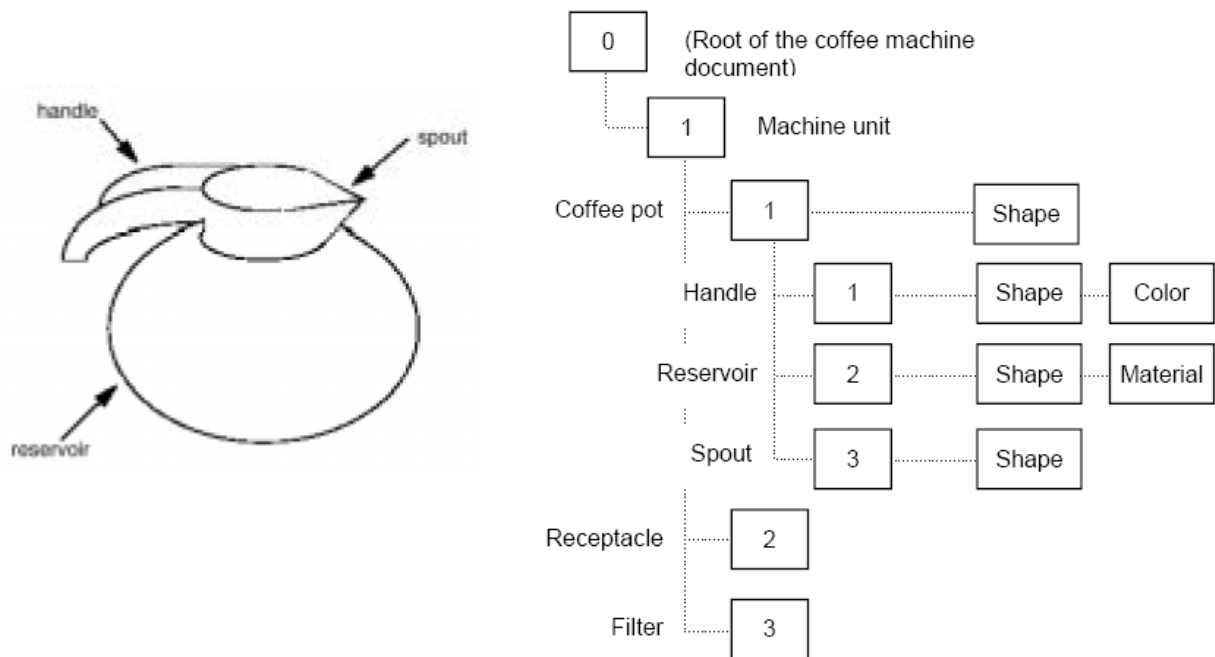 handle
spout
reservoir
0 (Root of the coffee machine
document)
1 Machine unit
Coffee pot 1 Shape
Handle 1 Shape Color
Reservoir 2 Shape Material
Spout 3 Shape
Receptacle 2
Filter 3